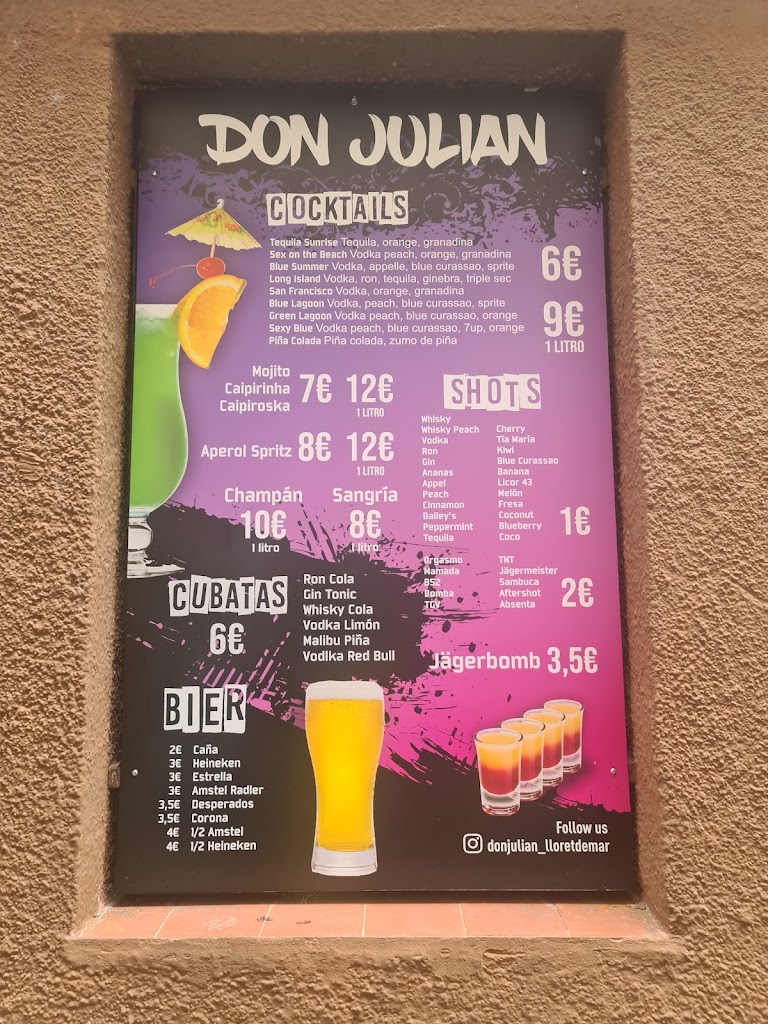 DON JULIAN
COCKTAILS
Tequila Sunrise Tequila, orange, granadina
Sex on the Beach Vodka peach, orange, granadina
Blue Summer Vodka, appelle, blue curassao, sprite
Long Island Vodka, ron, tequila, ginebra, triple sec
San Francisco Vodka, orange, granadina
Blue Lagoon Vodka, peach, blue curassao, sprite
Green Lagoon Vodka peach, blue curassao, orange
Sexy Blue Vodka peach, blue curassao, 7up, orange
Piña Colada Piña colada, zumo de piña
6€
9€
1 LITRO
Mojito
Caipirinha
Caipiroska
7€ 12€
1 LITRO
Aperol Spritz 8€ 12€
1 LITRO
Champán
10€
1 litro
Sangría
8€
1 litro
SHOTS
Whisky
Whisky Peach
Vodka
Ron
Gin
Ananas
Appel
Peach
Cinnamon
Bailey's
Peppermint
Tequila
Cherry
Tia María
Kiwi
Blue Curassao
Banana
Licor 43
Melón
Fresa
Coconut
Blueberry
Coco
1€
Orgasmo
Mamada
B52
Bomba
TGV
TNT
Jägermeister
Sambuca
Aftershot
Absenta
2€
Jägerbomb 3,5€
CUBATAS
6€
Ron Cola
Gin Tonic
Whisky Cola
Vodka Limón
Malibu Piña
Vodlka Red Bull
BIER
2€ Caña
3€ Heineken
3€ Estrella
3€ Amstel Radler
3,5€ Desperados
3,5€ Corona
4€ 1/2 Amstel
4€ 1/2 Heineken
Follow us
donjulian_lloretdemar